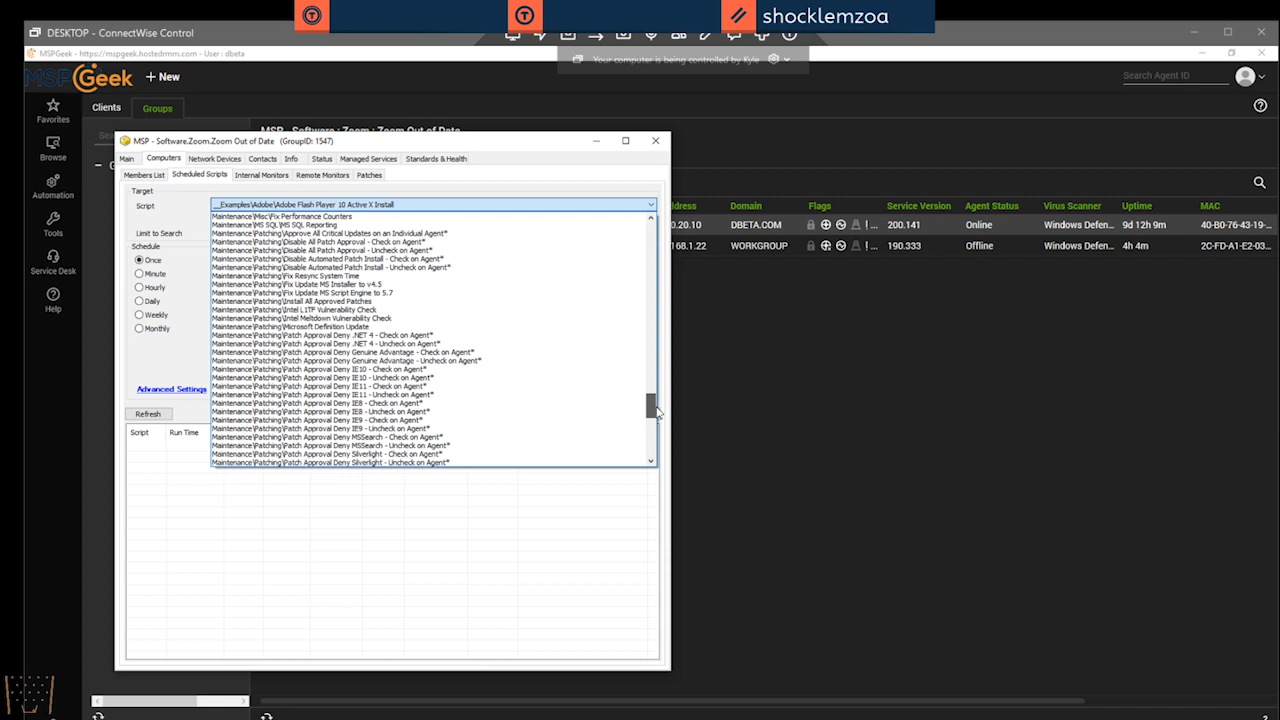 shocklemzoa
DESKTOP - ConnectWise Control
MSPGeek - https://mspgeek.hostedrmm.com - User : dbeta
Your computer is being controlled by Kyle
MSPGeek
+ New
Search Agent ID
Favorites
Browse
Automation
Tools
Service Desk
Help
Clients
Groups
MSP - Software.Zoom.Zoom Out of Date (GroupID: 1547)
Main
Computers
Network Devices
Contacts
Info
Status
Managed Services
Standards & Health
Members List
Scheduled Scripts
Internal Monitors
Remote Monitors
Patches
Target
Script
__Examples\Adobe\Adobe Flash Player 10 Active X Install
Limit to Search
Schedule
Once
Minute
Hourly
Daily
Weekly
Monthly
Advanced Settings
Refresh
Script
Run Time
Maintenance\Misc\Fix Performance Counters
Maintenance\MS SQL\MS SQL Reporting
Maintenance\Patching\Approve All Critical Updates on an Individual Agent*
Maintenance\Patching\Disable All Patch Approval - Check on Agent*
Maintenance\Patching\Disable All Patch Approval - Uncheck on Agent*
Maintenance\Patching\Disable Automated Patch Install - Check on Agent*
Maintenance\Patching\Disable Automated Patch Install - Uncheck on Agent*
Maintenance\Patching\Fix Resync System Time
Maintenance\Patching\Fix Update MS Installer to v4.5
Maintenance\Patching\Fix Update MS Script Engine to 5.7
Maintenance\Patching\Install All Approved Patches
Maintenance\Patching\Intel L1TF Vulnerability Check
Maintenance\Patching\Intel Meltdown Vulnerability Check
Maintenance\Patching\Microsoft Definition Update
Maintenance\Patching\Patch Approval Deny .NET 4 - Check on Agent*
Maintenance\Patching\Patch Approval Deny .NET 4 - Uncheck on Agent*
Maintenance\Patching\Patch Approval Deny Genuine Advantage - Check on Agent*
Maintenance\Patching\Patch Approval Deny Genuine Advantage - Uncheck on Agent*
Maintenance\Patching\Patch Approval Deny IE10 - Check on Agent*
Maintenance\Patching\Patch Approval Deny IE10 - Uncheck on Agent*
Maintenance\Patching\Patch Approval Deny IE11 - Check on Agent*
Maintenance\Patching\Patch Approval Deny IE11 - Uncheck on Agent*
Maintenance\Patching\Patch Approval Deny IE8 - Check on Agent*
Maintenance\Patching\Patch Approval Deny IE8 - Uncheck on Agent*
Maintenance\Patching\Patch Approval Deny IE9 - Check on Agent*
Maintenance\Patching\Patch Approval Deny IE9 - Uncheck on Agent*
Maintenance\Patching\Patch Approval Deny MSSearch - Check on Agent*
Maintenance\Patching\Patch Approval Deny MSSearch - Uncheck on Agent*
Maintenance\Patching\Patch Approval Deny Silverlight - Check on Agent*
Maintenance\Patching\Patch Approval Deny Silverlight - Uncheck on Agent*
ddress Domain Flags Service Version Agent Status Virus Scanner Uptime MAC
.20.10 DBETA.COM ... 200.141 Online Windows Defen... 9d 12h 9m 40-B0-76-43-19-...
168.1.22 WORKGROUP ... 190.333 Offline Windows Defen... 4h 4m 2C-FD-A1-E2-03...